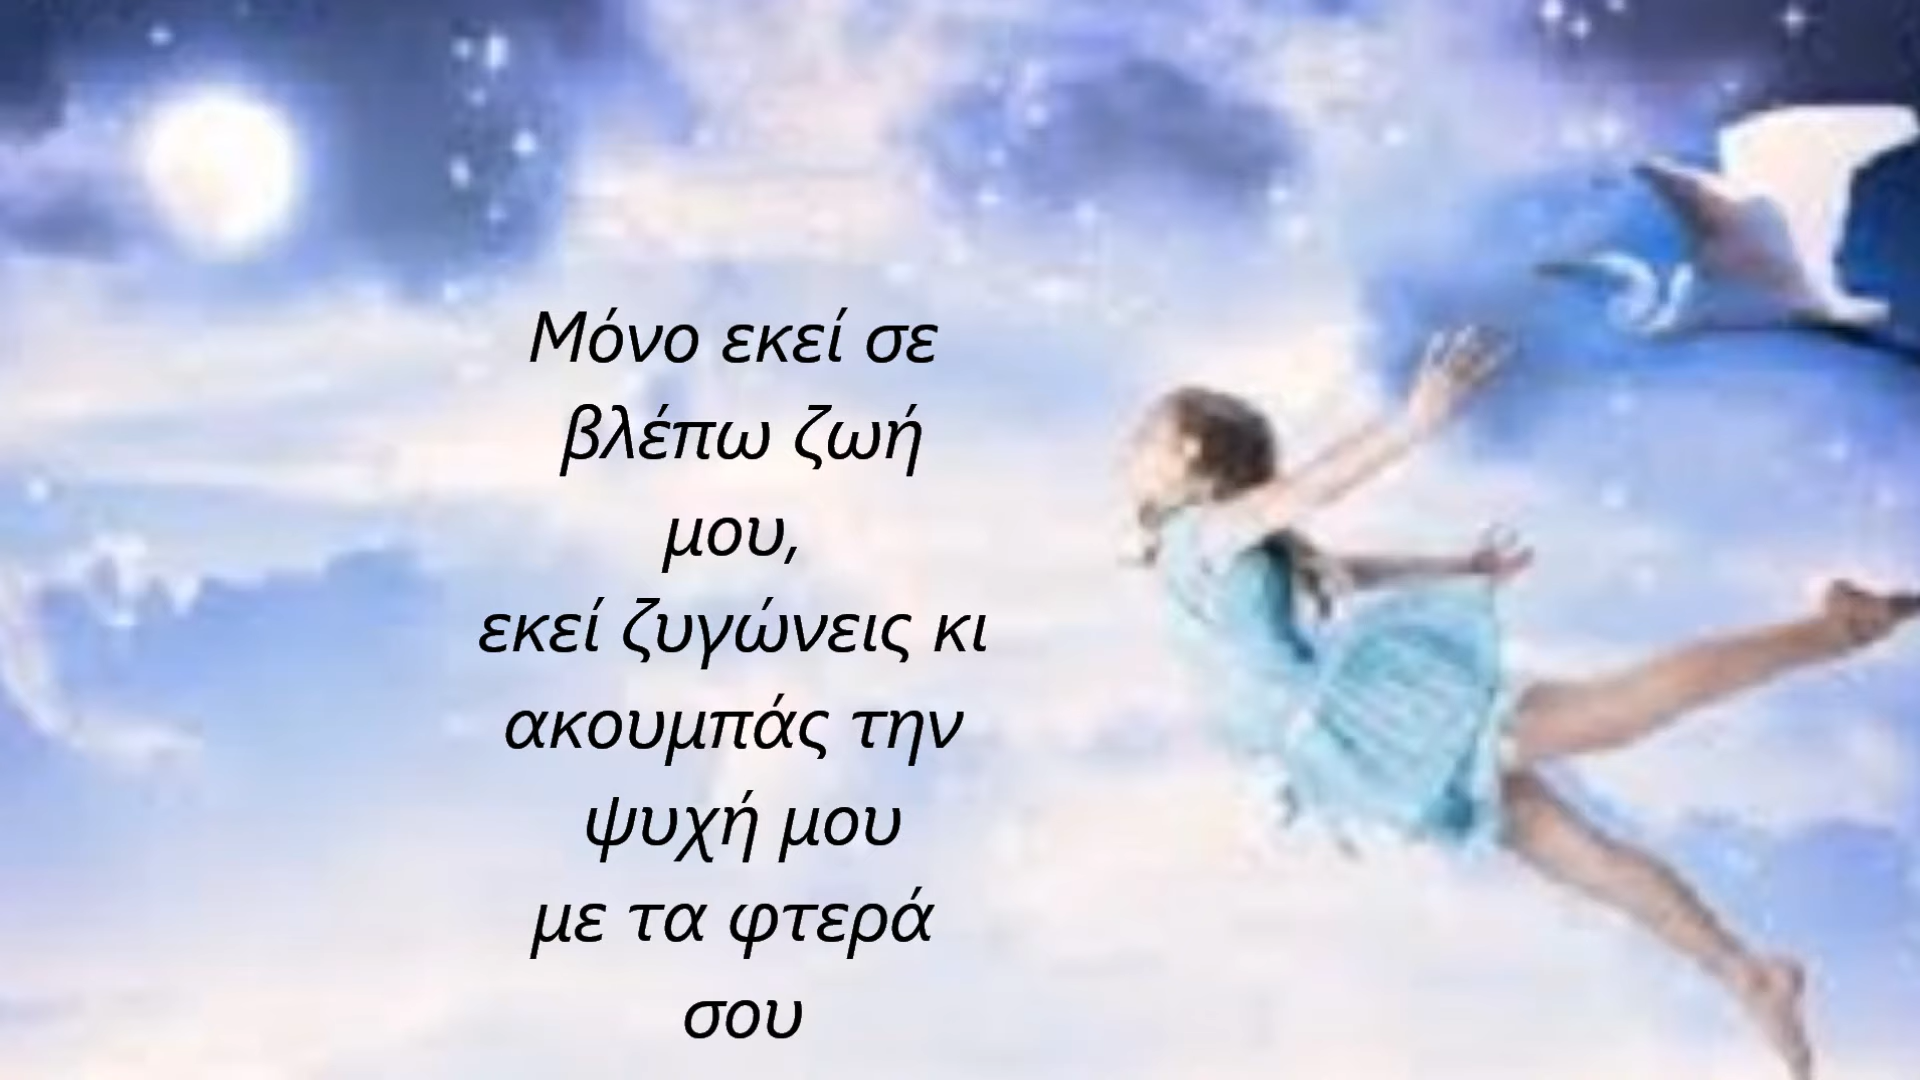 Μόνο εκεί σε
βλέπω ζωή
μου,
εκεί ζυγώνεις κι
ακουμπάς την
ψυχή μου
με τα φτερά
σου